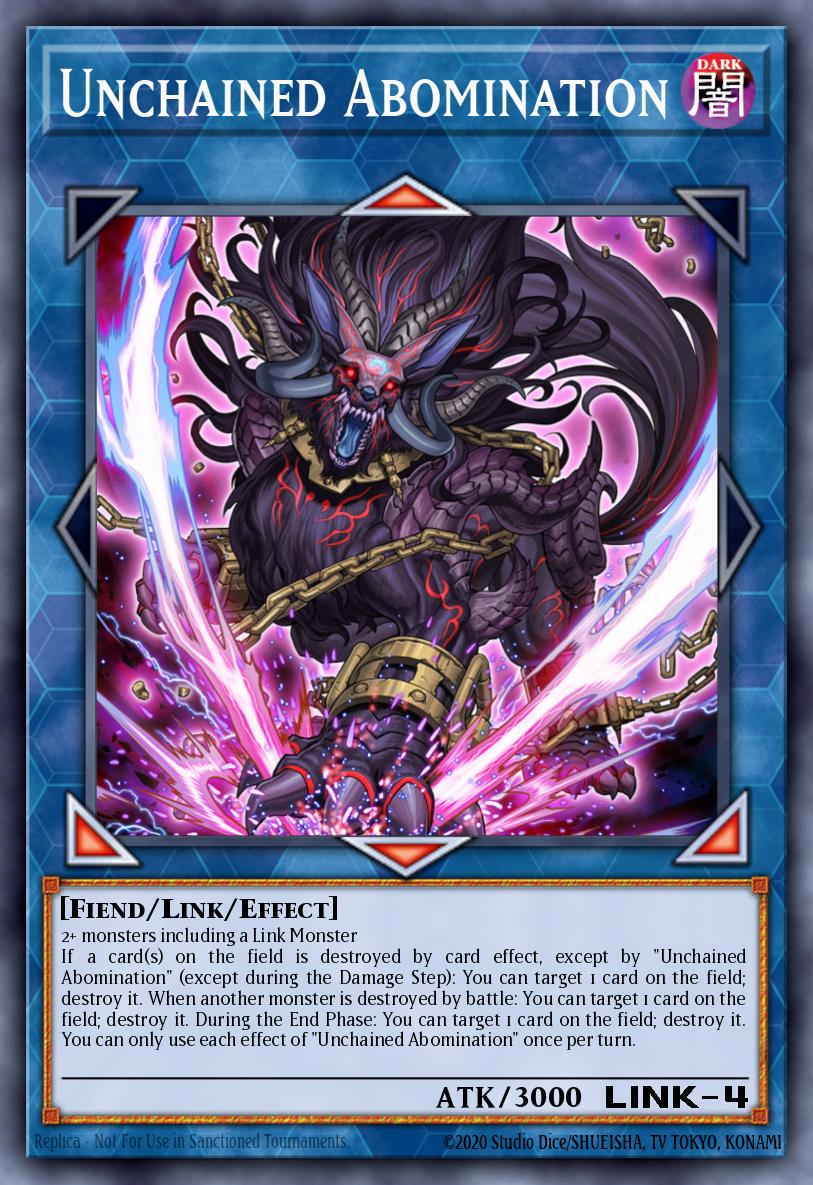 Unchained Abomination
DARK
闇
[Fiend/Link/Effect]
2+ monsters including a Link Monster
If a card(s) on the field is destroyed by card effect, except by "Unchained
Abomination" (except during the Damage Step): You can target 1 card on the field;
destroy it. When another monster is destroyed by battle: You can target 1 card on the
field; destroy it. During the End Phase: You can target 1 card on the field; destroy it.
You can only use each effect of "Unchained Abomination" once per turn.
ATK/3000 LINK-4
Replica - Not For Use in Sanctioned Tournaments.
©2020 Studio Dice/SHUEISHA, TV TOKYO, KONAMI